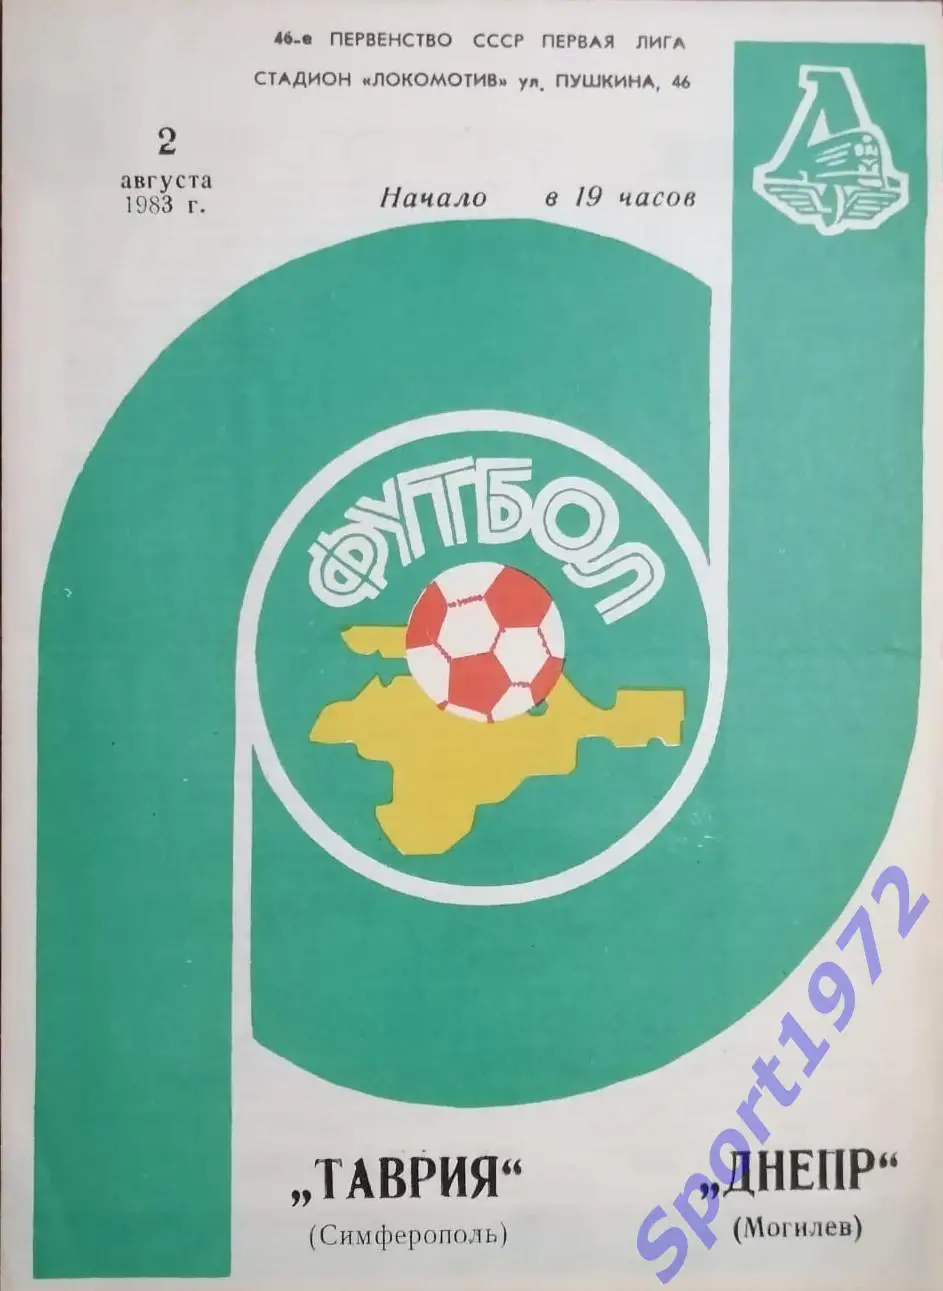 46-е ПЕРВЕНСТВО СССР ПЕРВАЯ ЛИГА
СТАДИОН «ЛОКОМОТИВ» ул. ПУШКИНА, 46
2
августа
1983 г.
Начало в 19 часов
ФУТБОЛ
„ТАВРИЯ“
(Симферополь)
„ДНЕПР“
(Могилев)
Sport1972